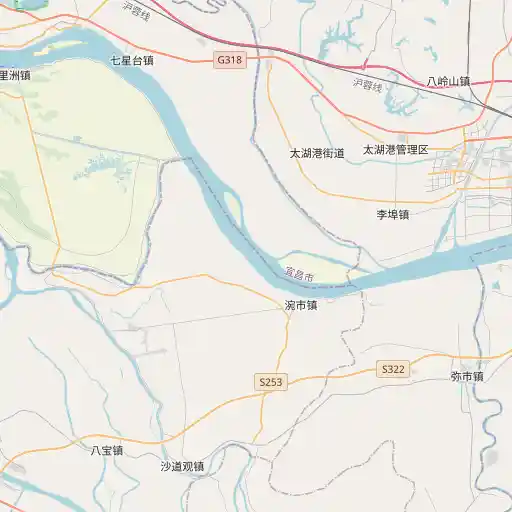 沪蓉线
七星台镇
G318
里洲镇
沪蓉线
八岭山镇
太湖港街道
太湖港管理区
李埠镇
宜昌市
涴市镇
S253
S322
弥市镇
八宝镇
沙道观镇